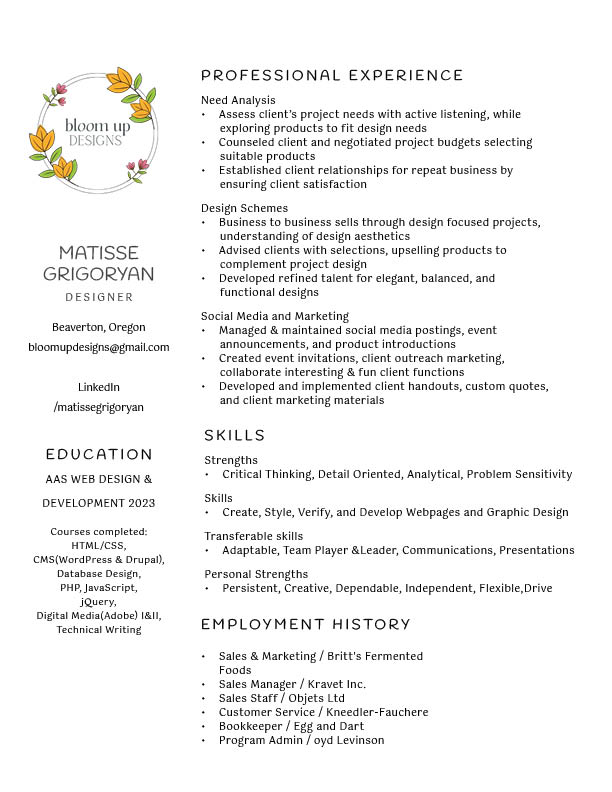 bloom up
DESIGNS
MATISSE
GRIGORYAN
DESIGNER
Beaverton, Oregon
bloomupdesigns@gmail.com
LinkedIn
/matissegrigoryan
EDUCATION
AAS WEB DESIGN &
DEVELOPMENT 2023
Courses completed:
HTML/CSS,
CMS(WordPress & Drupal),
Database Design,
PHP, JavaScript,
jQuery,
Digital Media(Adobe) I&II,
Technical Writing
PROFESSIONAL EXPERIENCE
Need Analysis
• Assess client's project needs with active listening, while
exploring products to fit design needs
• Counseled client and negotiated project budgets selecting
suitable products
• Established client relationships for repeat business by
ensuring client satisfaction
Design Schemes
• Business to business sells through design focused projects,
understanding of design aesthetics
• Advised clients with selections, upselling products to
complement project design
• Developed refined talent for elegant, balanced, and
functional designs
Social Media and Marketing
• Managed & maintained social media postings, event
announcements, and product introductions
• Created event invitations, client outreach marketing,
collaborate interesting & fun client functions
• Developed and implemented client handouts, custom quotes,
and client marketing materials
SKILLS
Strengths
• Critical Thinking, Detail Oriented, Analytical, Problem Sensitivity
Skills
• Create, Style, Verify, and Develop Webpages and Graphic Design
Transferable skills
• Adaptable, Team Player &Leader, Communications, Presentations
Personal Strengths
• Persistent, Creative, Dependable, Independent, Flexible,Drive
EMPLOYMENT HISTORY
• Sales & Marketing / Britt's Fermented
Foods
• Sales Manager / Kravet Inc.
• Sales Staff / Objets Ltd
• Customer Service / Kneedler-Fauchere
• Bookkeeper / Egg and Dart
• Program Admin / oyd Levinson